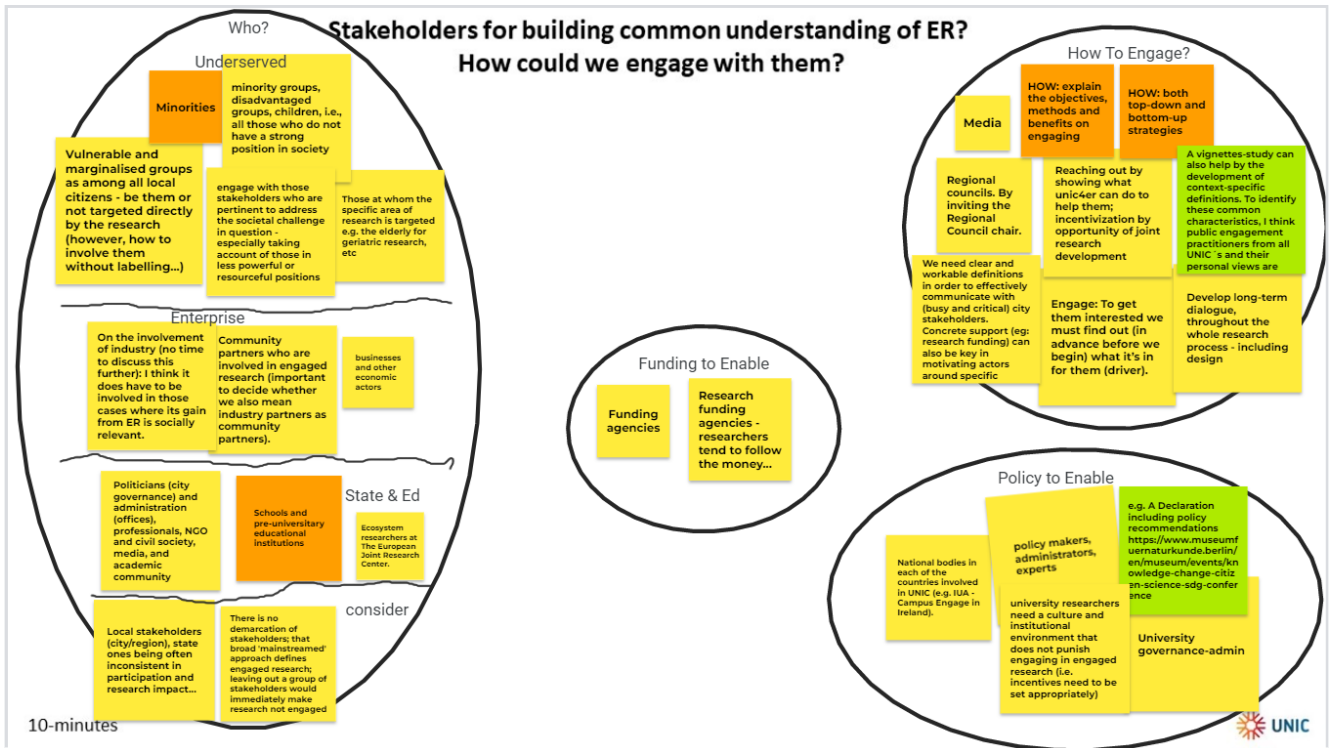 Stakeholders for building common understanding of ER?
How could we engage with them?
Who?
Underserved
Minorities
minority groups,
disadvantaged
groups, children, i.e.,
all those who do not
have a strong
position in society
Vulnerable and
marginalised groups
as among all local
citizens - be them or
not targeted directly
by the research
(however, how to
involve them
without labelling...)
engage with those
stakeholders who are
pertinent to address
the societal challenge
in question -
especially taking
account of those in
less powerful or
resourceful positions
Those at whom the
specific area of
research is targeted
e.g. the elderly for
geriatric research,
etc
Enterprise
On the involvement
of industry (no time
to discuss this
further): I think it
does have to be
involved in those
cases where its gain
from ER is socially
relevant.
Community
partners who are
involved in engaged
research (important
to decide whether
we also mean
industry partners as
community
partners).
businesses
and other
economic
actors
Politicians (city
governance) and
administration
(offices),
professionals, NGO
and civil society,
media, and
academic
community
Schools and
pre-universitary
educational
institutions
State & Ed
Ecosystem
researchers at
The European
Joint Research
Center.
consider
Local stakeholders
(city/region), state
ones being often
inconsistent in
participation and
research impact...
There is no
demarcation of
stakeholders; that
broad 'mainstreamed'
approach defines
engaged research;
leaving out a group of
stakeholders would
immediately make
research not engaged
10-minutes
Funding to Enable
Funding
agencies
Research
funding
agencies -
researchers
tend to follow
the money...
How To Engage?
Media
HOW: explain
the objectives,
methods and
benefits on
engaging
HOW: both
top-down and
bottom-up
strategies
Regional
councils. By
inviting the
Regional
Council chair.
Reaching out by
showing what
unic4er can do to
help them;
incentivization by
opportunity of joint
research
development
A vignettes-study can
also help by the
development of
context-specific
definitions. To identify
these common
characteristics, I think
public engagement
practitioners from all
UNIC´s and their
personal views are
We need clear and
workable definitions
in order to effectively
communicate with
(busy and critical) city
stakeholders.
Concrete support (eg:
research funding) can
also be key in
motivating actors
around specific
Engage: To get
them interested we
must find out (in
advance before we
begin) what it's in
for them (driver).
Develop long-term
dialogue,
throughout the
whole research
process - including
design
Policy to Enable
National bodies in
each of the
countries involved
in UNIC (e.g. IUA -
Campus Engage in
Ireland).
policy makers,
administrators,
experts
e.g. A Declaration
including policy
recommendations
https://www.museumf
uernaturkunde.berlin/
en/museum/events/kn
owledge-change-citiz
en-science-sdg-confer
ence
university researchers
need a culture and
institutional
environment that
does not punish
engaging in engaged
research (i.e.
incentives need to be
set appropriately)
University
governance-admin
UNIC